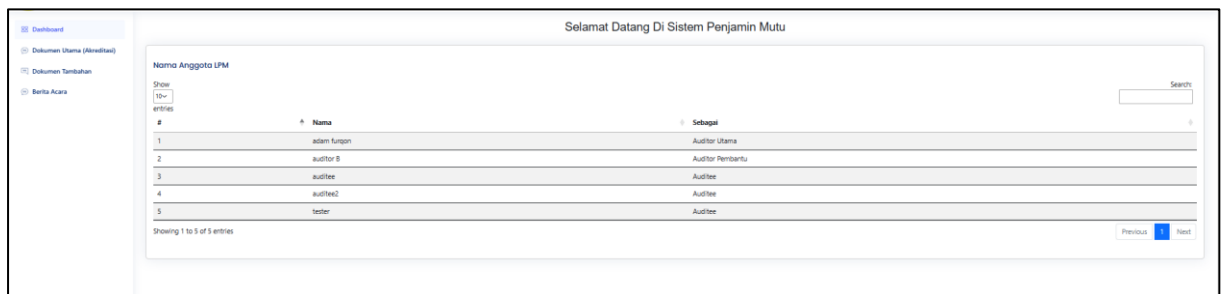 Dashboard
Dokumen Utama (Akreditasi)
Dokumen Tambahan
Berita Acara
Selamat Datang Di Sistem Penjamin Mutu
Nama Anggota LPM
Show
10
entries
Search:
# Nama Sebagai
1 adam furqon Auditor Utama
2 auditor B Auditor Pembantu
3 auditee Auditee
4 auditee2 Auditee
5 tester Auditee
Showing 1 to 5 of 5 entries
Previous 1 Next